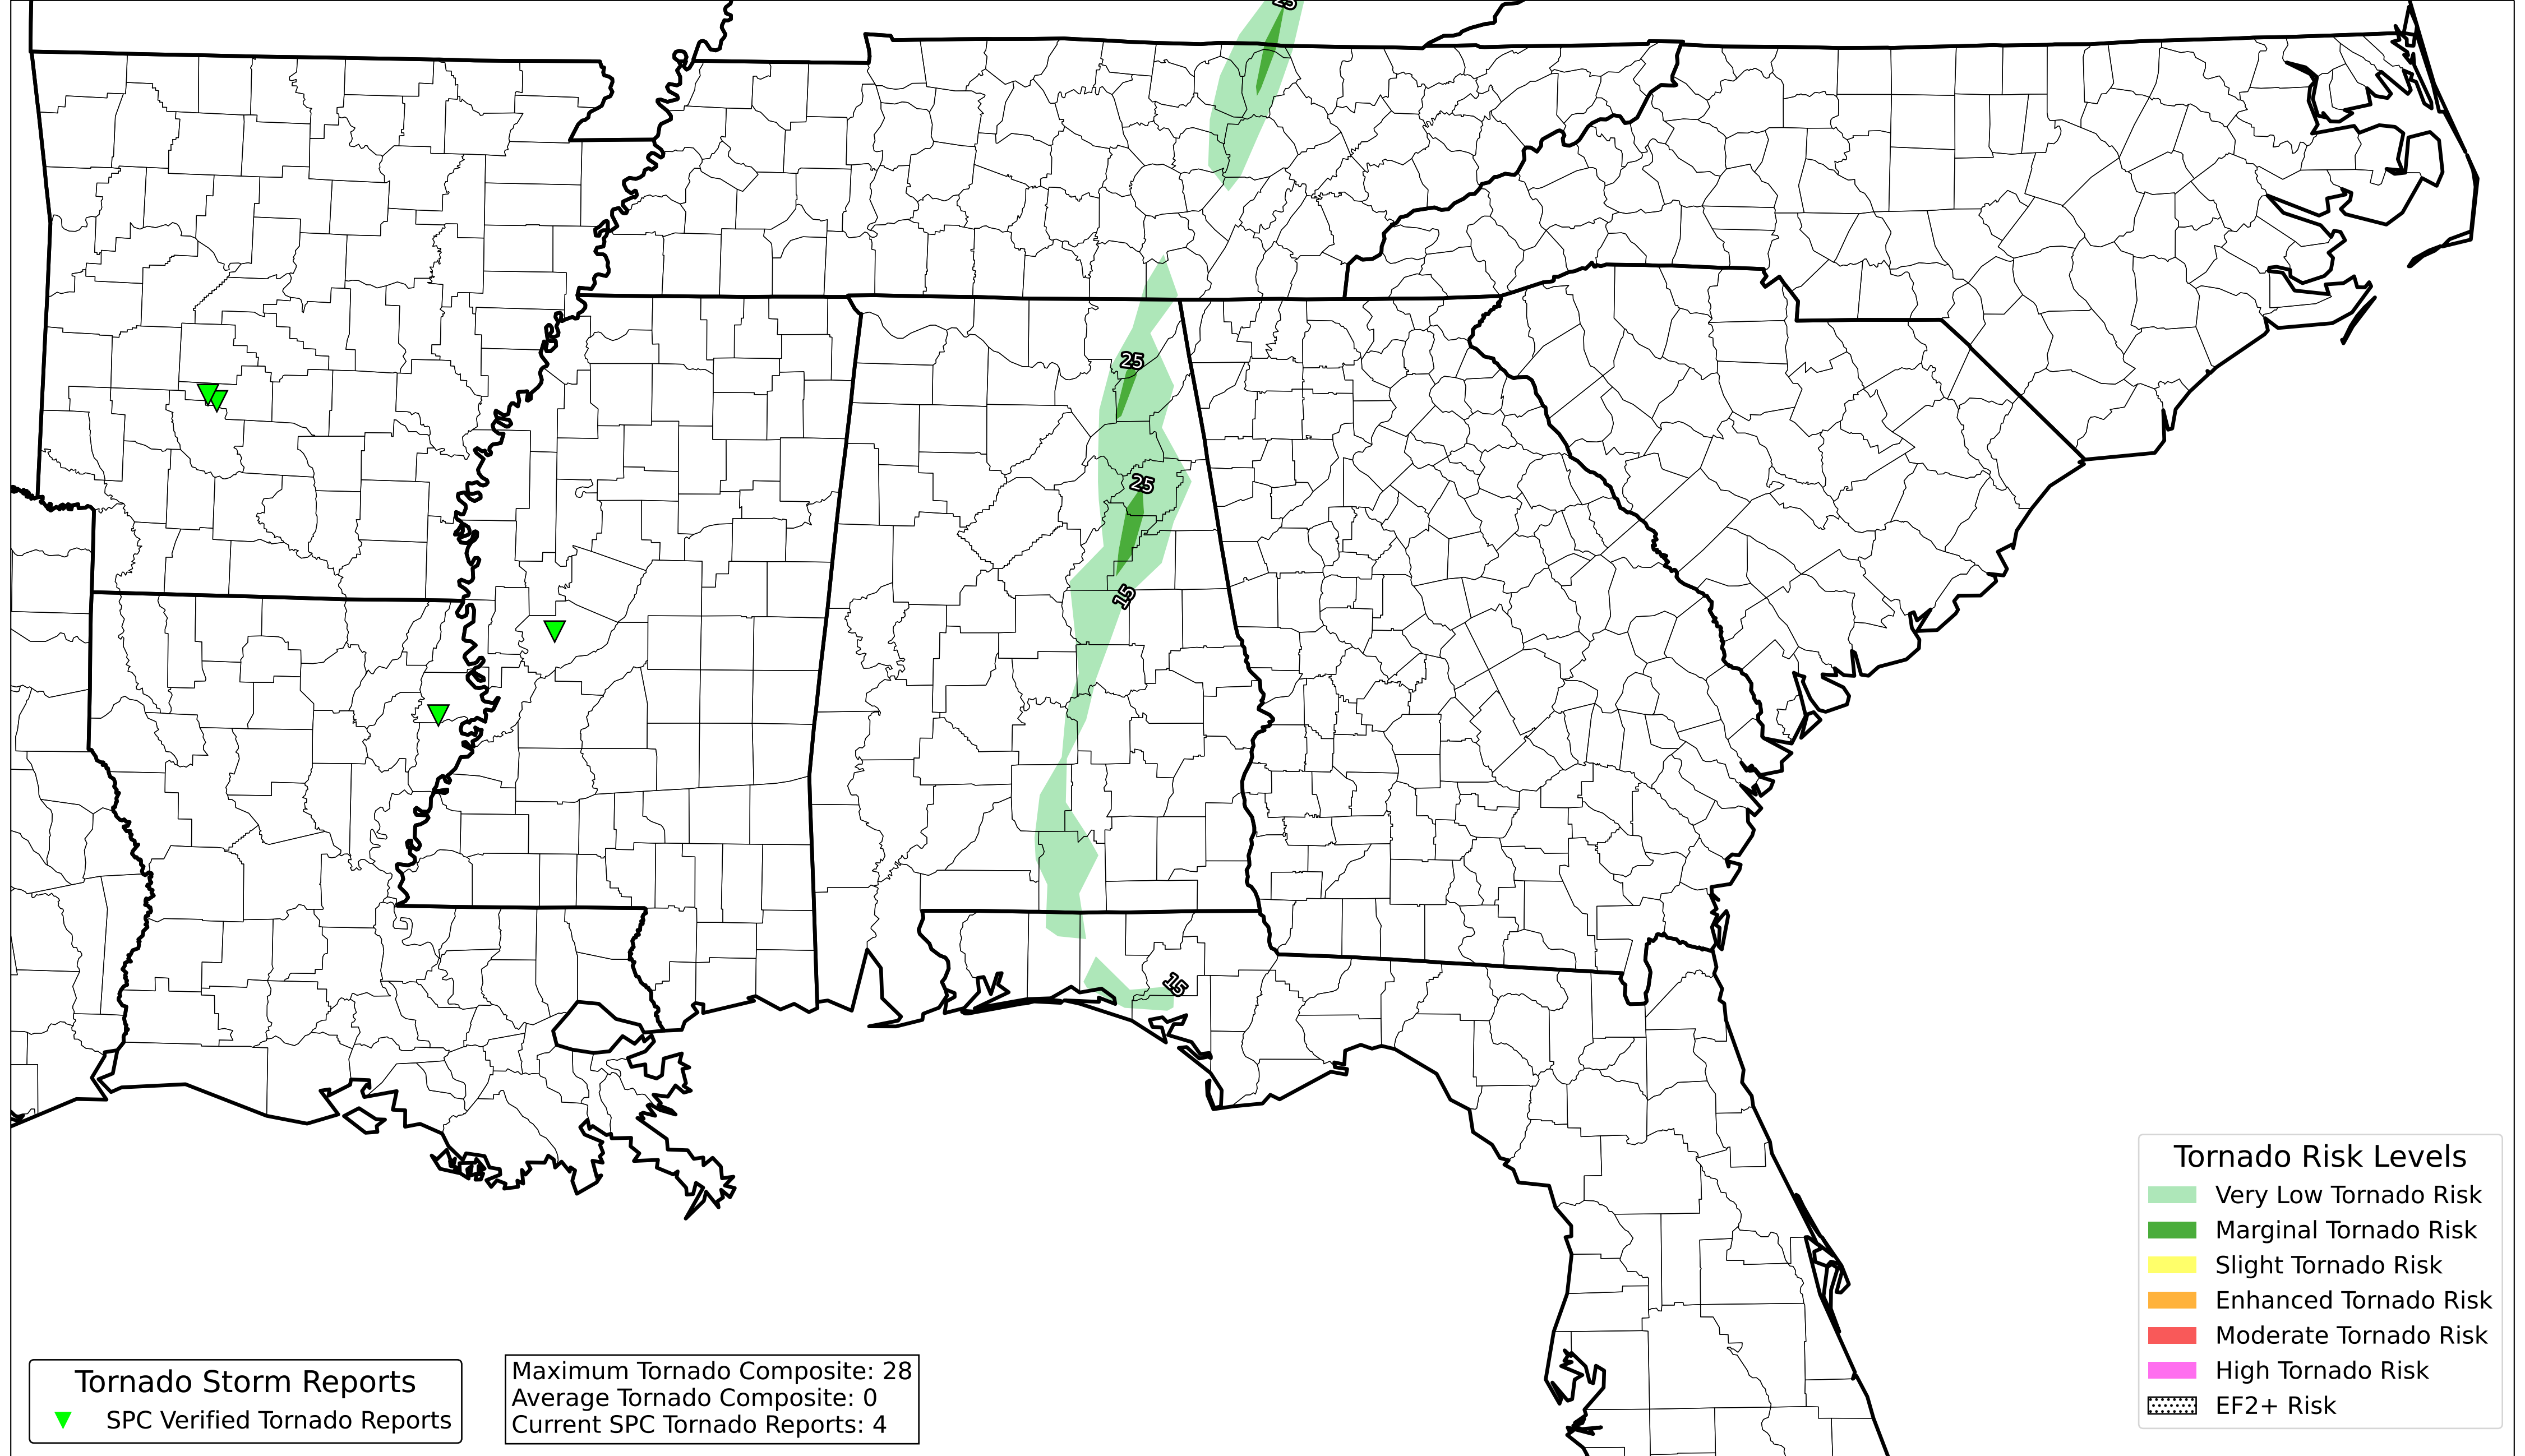 25
25
25
15
15
Tornado Risk Levels
Very Low Tornado Risk
Marginal Tornado Risk
Slight Tornado Risk
Enhanced Tornado Risk
Moderate Tornado Risk
High Tornado Risk
EF2+ Risk
Tornado Storm Reports
SPC Verified Tornado Reports
Maximum Tornado Composite: 28
Average Tornado Composite: 0
Current SPC Tornado Reports: 4